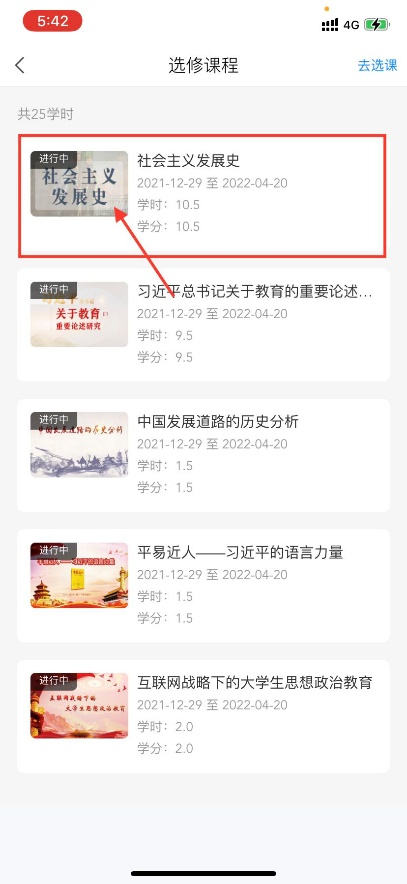 5:42
4G
选修课程
去选课
共25学时
进行中
社会主义
发展史
社会主义发展史
2021-12-29 至 2022-04-20
学时：10.5
学分：10.5
进行中
习近平
关于教育的
重要论述研究
习近平总书记关于教育的重要论述...
2021-12-29 至 2022-04-20
学时：9.5
学分：9.5
进行中
中国发展道路的历史分析
中国发展道路的历史分析
2021-12-29 至 2022-04-20
学时：1.5
学分：1.5
进行中
平易近人——习近平的语言力量
2021-12-29 至 2022-04-20
学时：1.5
学分：1.5
进行中
互联网战略下的
大学生思想政治教育
互联网战略下的大学生思想政治教育
2021-12-29 至 2022-04-20
学时：2.0
学分：2.0